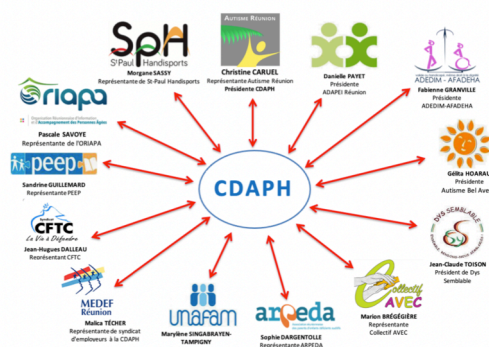 SpH
St Paul Handisports
Morgane SASSY
Représentante de St-Paul Handisports
AUTISME RÉUNION
Christine CARUEL
Représentante Autisme Réunion
Présidente CDAPH
Danielle PAYET
Présidente
ADAPEI Réunion
ADEDIM - AFADEHA
Fabienne GRANVILLE
Présidente
ADEDIM-AFADEHA
Oriapa
Pascale SAVOYE
Représentante de l'ORIAPA
peep
Sandrine GUILLEMARD
Représentante PEEP
Syndicat
CFTC
La Vie à Défendre
Jean-Hugues DALLEAU
Représentant CFTC
MEDEF
Réunion
Malica TÉCHER
Représentante de syndicat
d'employeurs à la CDAPH
unafam
Marylène SINGABRAYEN-
TAMPIGNY
arpeda
Sophie DARGENTOLLE
Représentante ARPEDA
Collectif
AVEC
Marion BRÉGÉGIÈRE
Représentante
Collectif AVEC
DYS SEMBLABLE
Jean-Claude TOISON
Président de Dys
Semblable
Gélita HOARAU
Présidente
Autisme Bel Ave
CDAPH